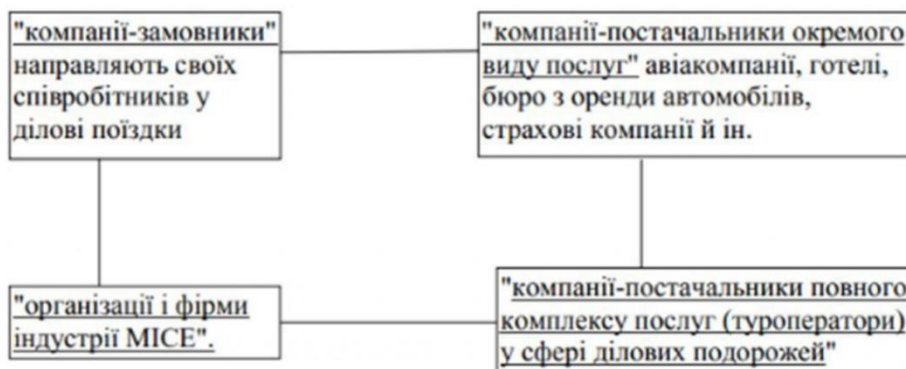 "компанії-замовники"
направляють своїх
співробітників у
ділові поїздки
"компанії-постачальники окремого
виду послуг" авіакомпанії, готелі,
бюро з оренди автомобілів,
страхові компанії й ін.
"організації і фірми
індустрії MICE".
"компанії-постачальники повного
комплексу послуг (туроператори)
у сфері ділових подорожей"